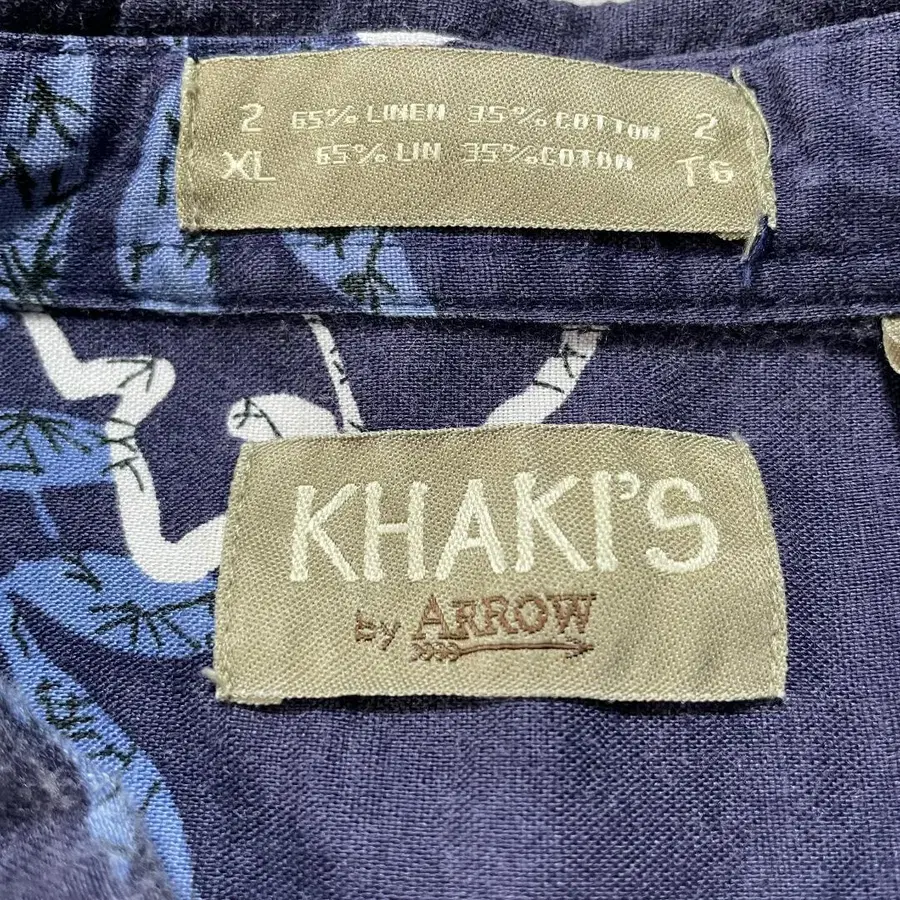 2 65% LINEN 35% COTTON 2
XL 65% LIN 35% COTON TG
KHAKI'S
by ARROW